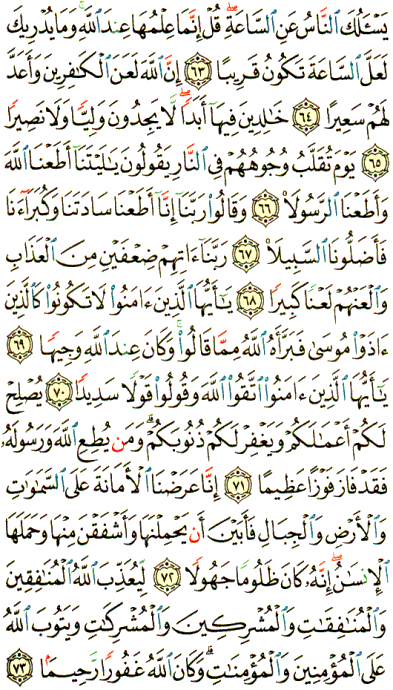 يَسْـَٔلُكَ ٱلنَّاسُ عَنِ ٱلسَّاعَةِۖ قُلْ إِنَّمَا عِلْمُهَا عِندَ ٱللَّهِۚ وَمَا يُدْرِيكَ
لَعَلَّ ٱلسَّاعَةَ تَكُونُ قَرِيبًا ٦٣ إِنَّ ٱللَّهَ لَعَنَ ٱلْكَـٰفِرِينَ وَأَعَدَّ
لَهُمْ سَعِيرًا ٦٤ خَـٰلِدِينَ فِيهَآ أَبَدًاۖ لَّا يَجِدُونَ وَلِيًّا وَلَا نَصِيرًا
٦٥ يَوْمَ تُقَلَّبُ وُجُوهُهُمْ فِى ٱلنَّارِ يَقُولُونَ يَـٰلَيْتَنَآ أَطَعْنَا ٱللَّهَ
وَأَطَعْنَا ٱلرَّسُولَا۠ ٦٦ وَقَالُوا۟ رَبَّنَآ إِنَّآ أَطَعْنَا سَادَتَنَا وَكُبَرَآءَنَا
فَأَضَلُّونَا ٱلسَّبِيلَا۠ ٦٧ رَبَّنَآ ءَاتِهِمْ ضِعْفَيْنِ مِنَ ٱلْعَذَابِ
وَٱلْعَنْهُمْ لَعْنًا كَبِيرًا ٦٨ يَـٰٓأَيُّهَا ٱلَّذِينَ ءَامَنُوا۟ لَا تَكُونُوا۟ كَٱلَّذِينَ
ءَاذَوْا۟ مُوسَىٰ فَبَرَّأَهُ ٱللَّهُ مِمَّا قَالُوا۟ۚ وَكَانَ عِندَ ٱللَّهِ وَجِيهًا ٦٩
يَـٰٓأَيُّهَا ٱلَّذِينَ ءَامَنُوا۟ ٱتَّقُوا۟ ٱللَّهَ وَقُولُوا۟ قَوْلًا سَدِيدًا ٧٠ يُصْلِحْ
لَكُمْ أَعْمَـٰلَكُمْ وَيَغْفِرْ لَكُمْ ذُنُوبَكُمْۗ وَمَن يُطِعِ ٱللَّهَ وَرَسُولَهُۥ
فَقَدْ فَازَ فَوْزًا عَظِيمًا ٧١ إِنَّا عَرَضْنَا ٱلْأَمَانَةَ عَلَى ٱلسَّمَـٰوَٰتِ
وَٱلْأَرْضِ وَٱلْجِبَالِ فَأَبَيْنَ أَن يَحْمِلْنَهَا وَأَشْفَقْنَ مِنْهَا وَحَمَلَهَا
ٱلْإِنسَـٰنُۖ إِنَّهُۥ كَانَ ظَلُومًا جَهُولًا ٧٢ لِّيُعَذِّبَ ٱللَّهُ ٱلْمُنَـٰفِقِينَ
وَٱلْمُنَـٰفِقَـٰتِ وَٱلْمُشْرِكِينَ وَٱلْمُشْرِكَـٰتِ وَيَتُوبَ ٱللَّهُ
عَلَى ٱلْمُؤْمِنِينَ وَٱلْمُؤْمِنَـٰتِۗ وَكَانَ ٱللَّهُ غَفُورًا رَّحِيمًۢا ٧٣